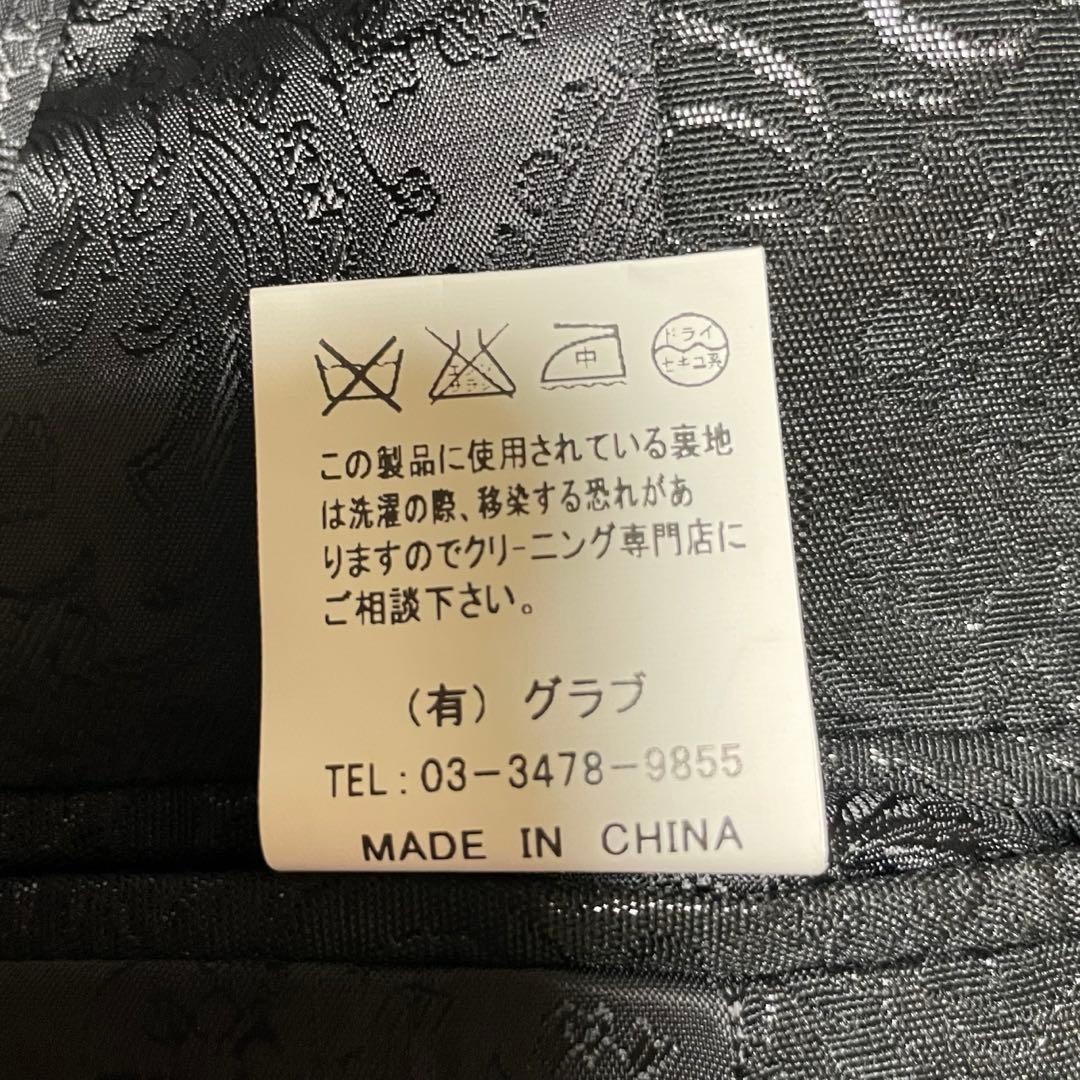 中
ドライ
セキユ系
この製品に使用されている裏地
は洗濯の際、移染する恐れがあ
りますのでクリーニング専門店に
ご相談下さい。
(有) グラブ
TEL:03-3478-9855
MADE IN CHINA